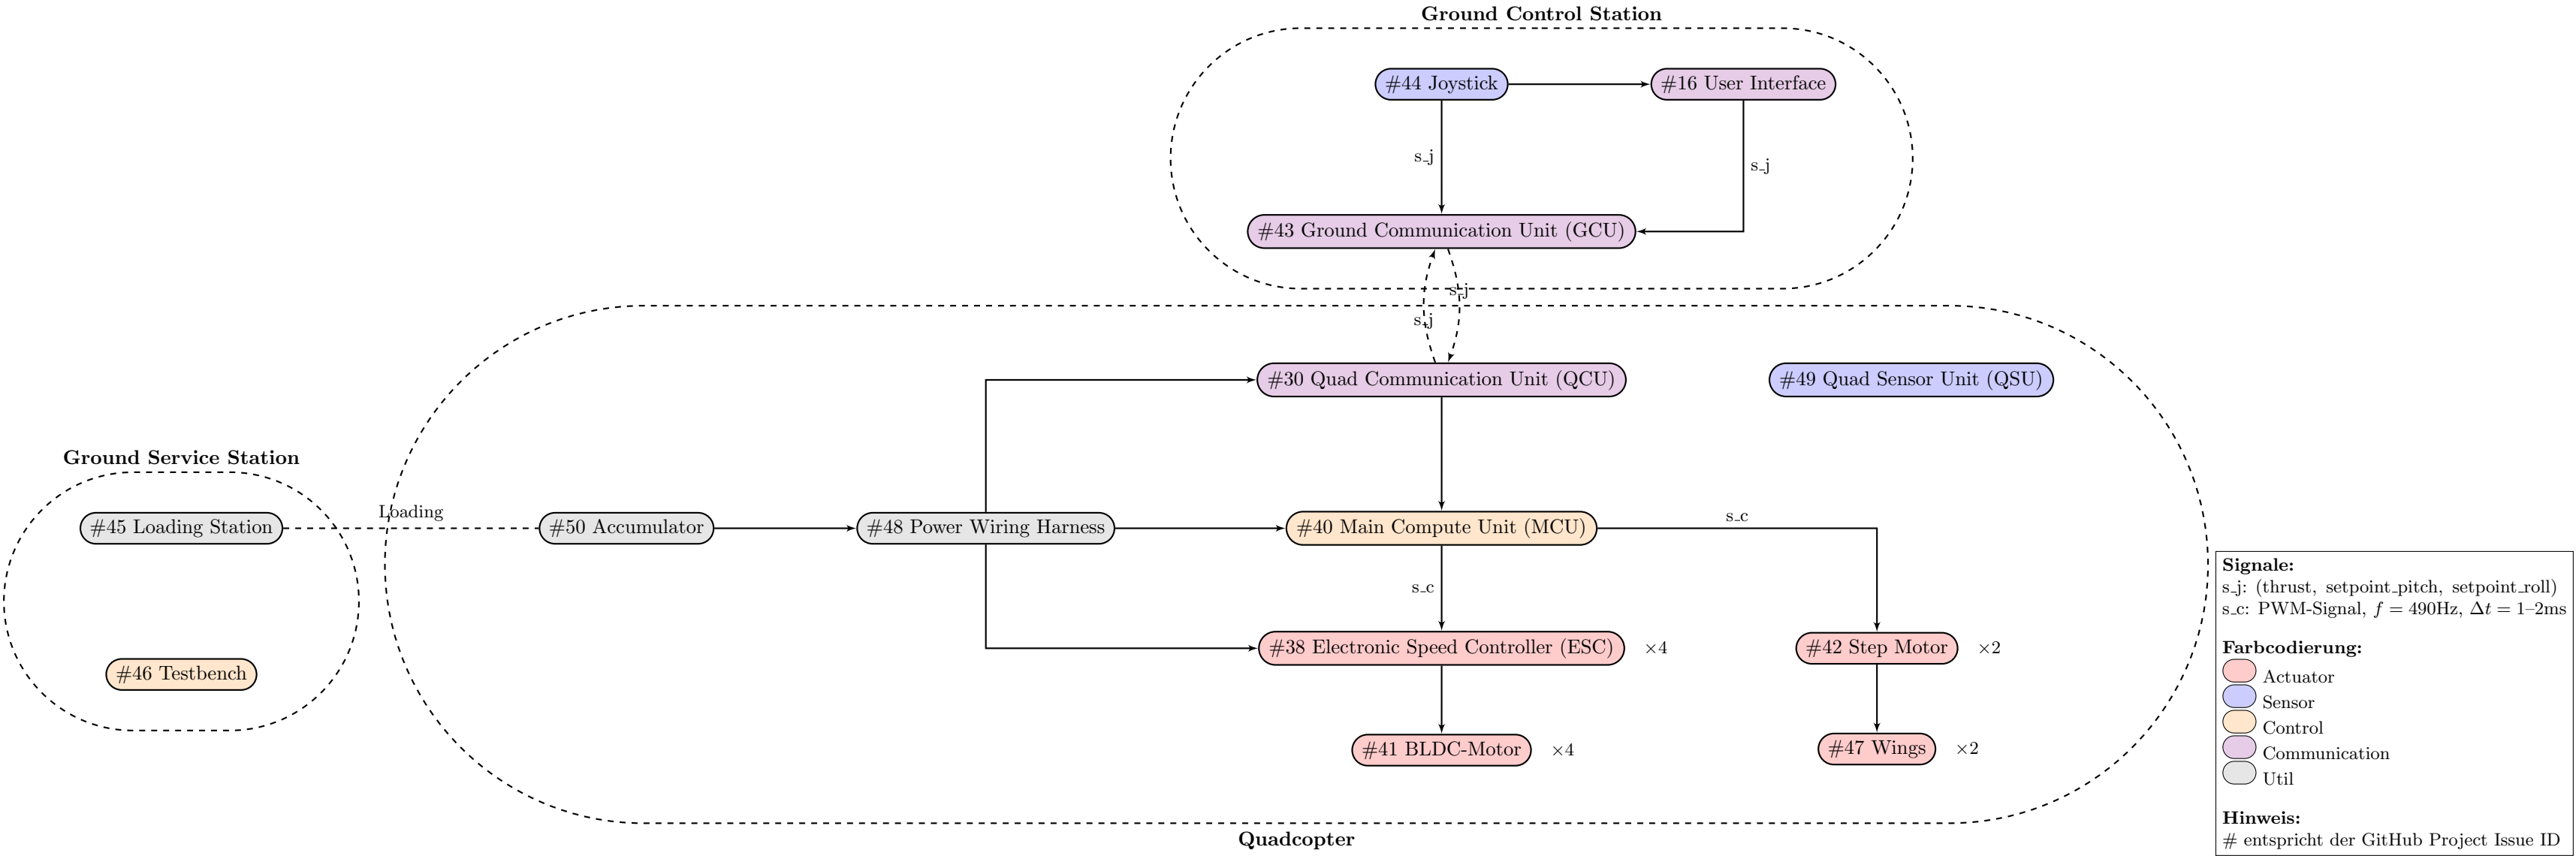 Ground Control Station
#44 Joystick
#16 User Interface
s_j
s_j
#43 Ground Communication Unit (GCU)
s_j
s_j
#30 Quad Communication Unit (QCU)
#49 Quad Sensor Unit (QSU)
Ground Service Station
Loading
#45 Loading Station
#50 Accumulator
#48 Power Wiring Harness
#40 Main Compute Unit (MCU)
s_c
s_c
#38 Electronic Speed Controller (ESC)
×4
#42 Step Motor
×2
#46 Testbench
#41 BLDC-Motor
×4
#47 Wings
×2
Quadcopter
Signale:
s_j: (thrust, setpoint_pitch, setpoint_roll)
s_c: PWM-Signal, f = 490Hz, Δt = 1–2ms
Farbcodierung:
Actuator
Sensor
Control
Communication
Util
Hinweis:
# entspricht der GitHub Project Issue ID